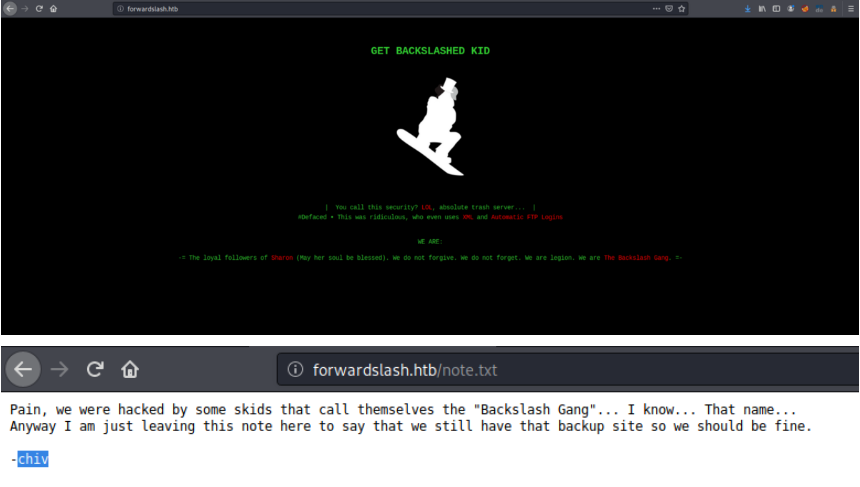 forwardslash.htb
GET BACKSLASHED KID
| You call this security? LOL, absolute trash server... |
#Defaced • This was ridiculous, who even uses XML and Automatic FTP Logins
WE ARE:
-= The loyal followers of Sharon (May her soul be blessed). We do not forgive. We do not forget. We are legion. We are The Backslash Gang. =-
forwardslash.htb/note.txt
Pain, we were hacked by some skids that call themselves the "Backslash Gang"... I know... That name...
Anyway I am just leaving this note here to say that we still have that backup site so we should be fine.
-chiv